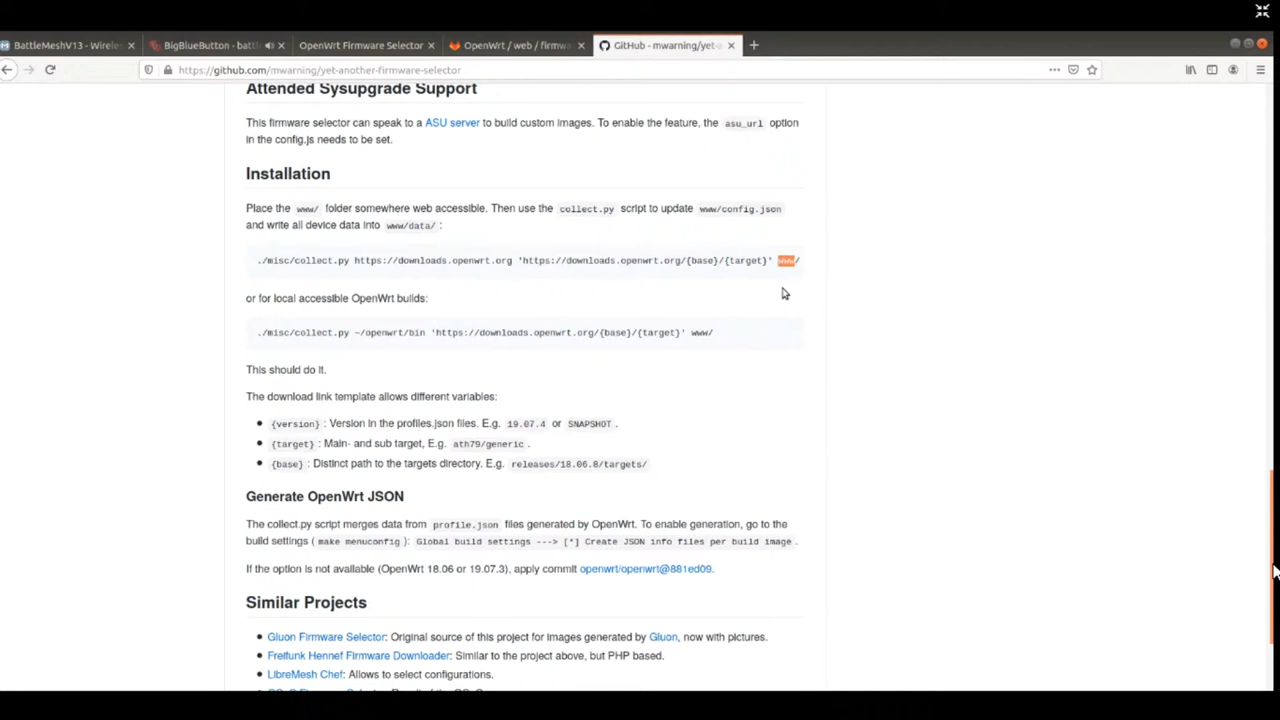 BattleMeshV13 - Wirele
BigBlueButton - battl
OpenWrt Firmware Selector
OpenWrt / web / firmw
GitHub - mwarning/yet-a
https://github.com/mwarning/yet-another-firmware-selector
Attended Sysupgrade Support
This firmware selector can speak to a ASU server to build custom images. To enable the feature, the asu_url option
in the config.js needs to be set.
Installation
Place the www/ folder somewhere web accessible. Then use the collect.py script to update www/config.json
and write all device data into www/data/ :
./misc/collect.py https://downloads.openwrt.org 'https://downloads.openwrt.org/{base}/{target}' www/
or for local accessible OpenWrt builds:
./misc/collect.py ~/openwrt/bin 'https://downloads.openwrt.org/{base}/{target}' www/
This should do it.
The download link template allows different variables:
{version} : Version in the profiles.json files. E.g. 19.07.4 or SNAPSHOT .
{target} : Main- and sub target, E.g. ath79/generic .
{base} : Distinct path to the targets directory. E.g. releases/18.06.8/targets/
Generate OpenWrt JSON
The collect.py script merges data from profile.json files generated by OpenWrt. To enable generation, go to the
build settings ( make menuconfig ): Global build settings ---> [*] Create JSON info files per build image .
If the option is not available (OpenWrt 18.06 or 19.07.3), apply commit openwrt/openwrt@881ed09.
Similar Projects
Gluon Firmware Selector: Original source of this project for images generated by Gluon, now with pictures.
Freifunk Hennef Firmware Downloader: Similar to the project above, but PHP based.
LibreMesh Chef: Allows to select configurations.